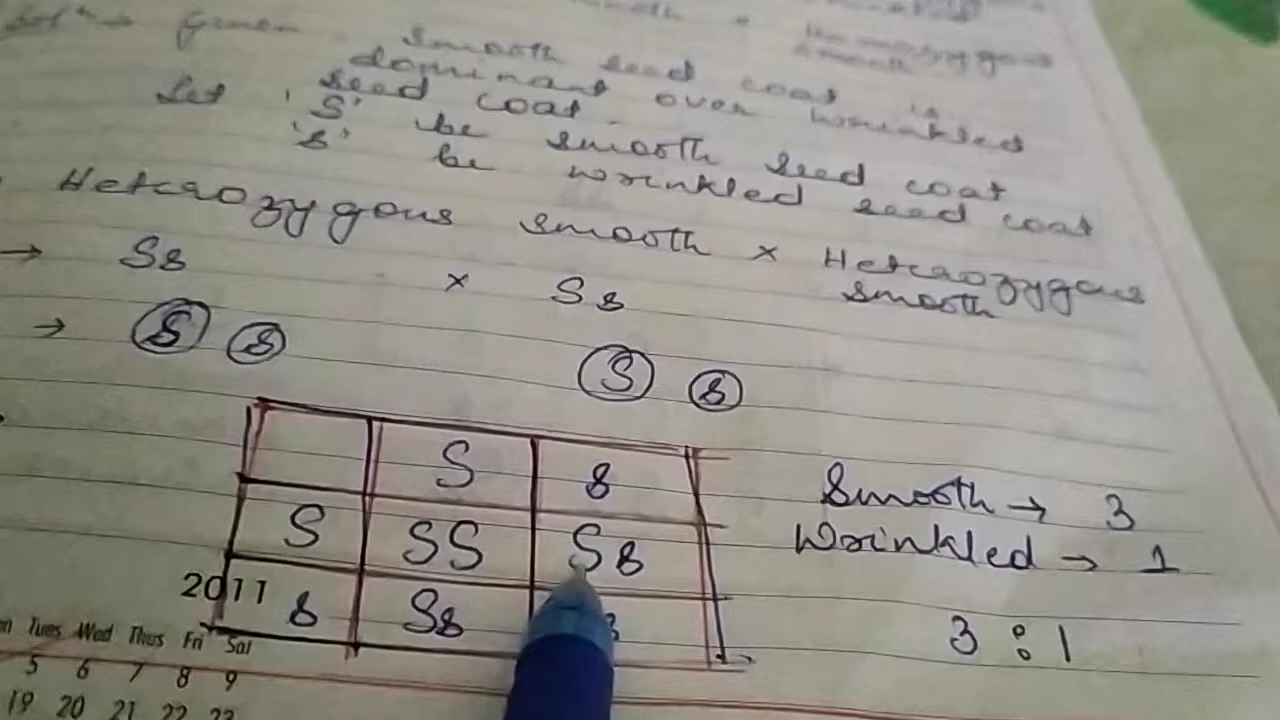 Given smooth seed coat is
dominant over wrinkled
seed coat.
Let 'S' be smooth seed coat
's' be wrinkled seed coat
Heterozygous smooth × Heterozygous
smooth
→ Ss × Ss
→ S s S s
S s
S SS Ss
s Ss
Smooth → 3
Wrinkled → 1
3 : 1
2011
Tues Wed Thus Fri Sat
5 6 7 8 9
19 20 21 22 23